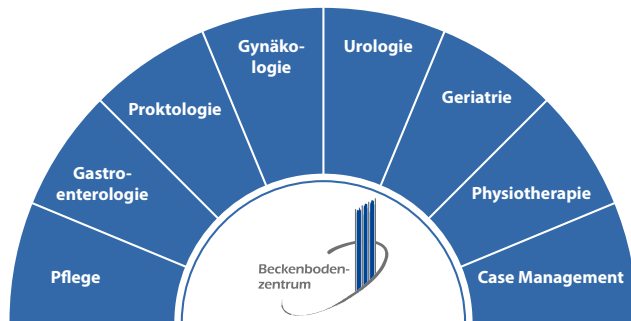 Pflege
Gastro-
enterologie
Proktologie
Gynäko-
logie
Urologie
Geriatrie
Physiotherapie
Case Management
Beckenboden-
zentrum